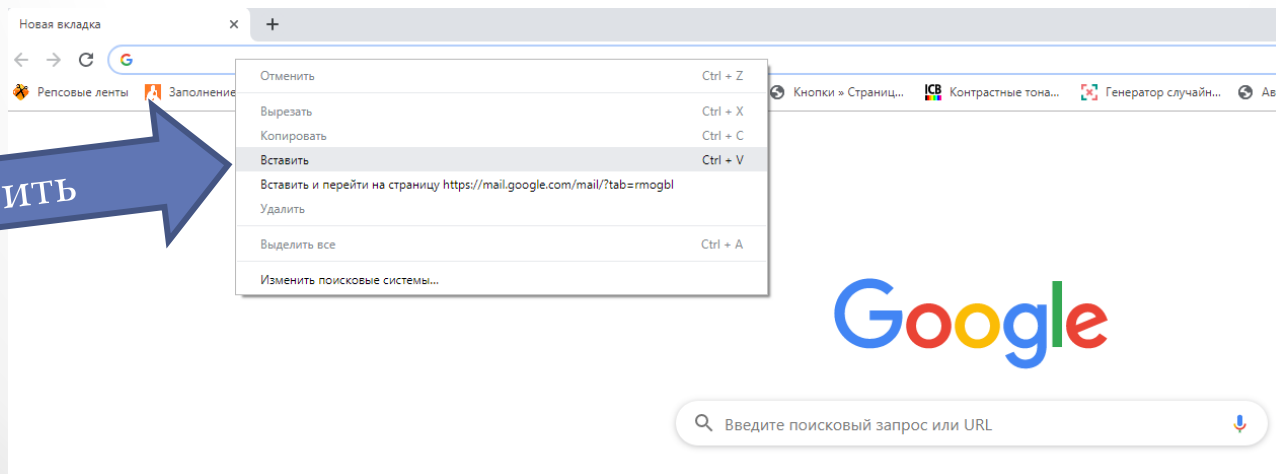 Новая вкладка
Репсовые ленты Заполнение Кнопки » Страниц... ICB Контрастные тона... Генератор случайн... Ав
Отменить Ctrl + Z
Вырезать Ctrl + X
Копировать Ctrl + C
Вставить Ctrl + V
Вставить и перейти на страницу https://mail.google.com/mail/?tab=rmogbl
Удалить
Выделить все Ctrl + A
Изменить поисковые системы...
ить
Google
Введите поисковый запрос или URL